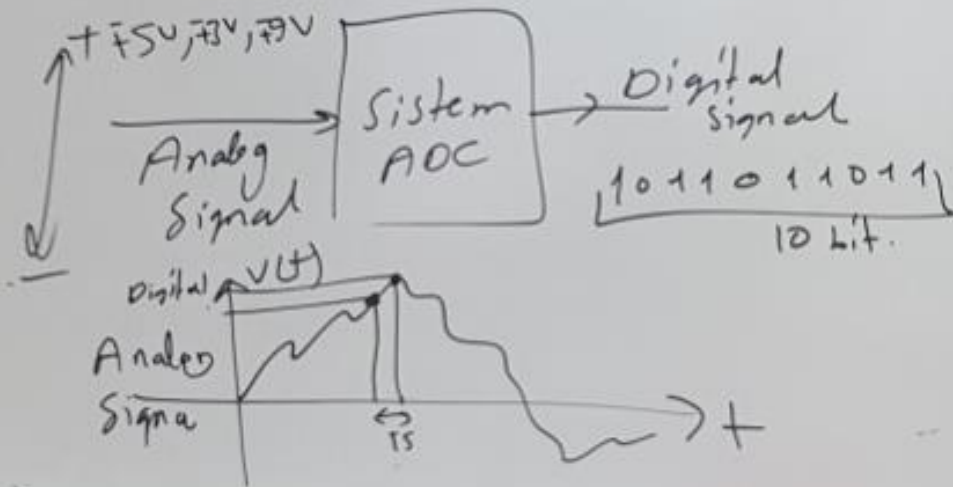 + ∓5V, ∓3V, ∓9V
Analog
Signal
Sistem
ADC
Digital
Signal
1011011011
10 bit.
-
Digital
V(t)
Analog
Signa
Ts
t